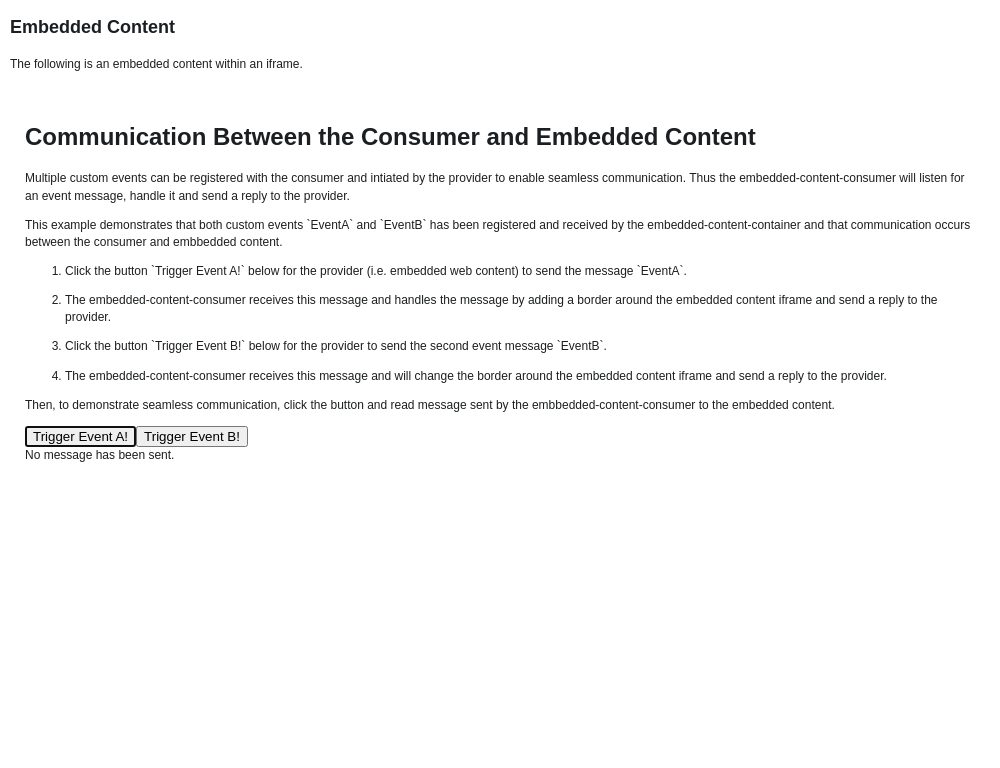 Embedded Content
The following is an embedded content within an iframe.
Communication Between the Consumer and Embedded Content
Multiple custom events can be registered with the consumer and intiated by the provider to enable seamless communication. Thus the embedded-content-consumer will listen for
an event message, handle it and send a reply to the provider.
This example demonstrates that both custom events `EventA` and `EventB` has been registered and received by the embedded-content-container and that communication occurs
between the consumer and embbedded content.
1. Click the button `Trigger Event A!` below for the provider (i.e. embedded web content) to send the message `EventA`.
2. The embedded-content-consumer receives this message and handles the message by adding a border around the embedded content iframe and send a reply to the
provider.
3. Click the button `Trigger Event B!` below for the provider to send the second event message `EventB`.
4. The embedded-content-consumer receives this message and will change the border around the embedded content iframe and send a reply to the provider.
Then, to demonstrate seamless communication, click the button and read message sent by the embbedded-content-consumer to the embedded content.
Trigger Event A! Trigger Event B!
No message has been sent.